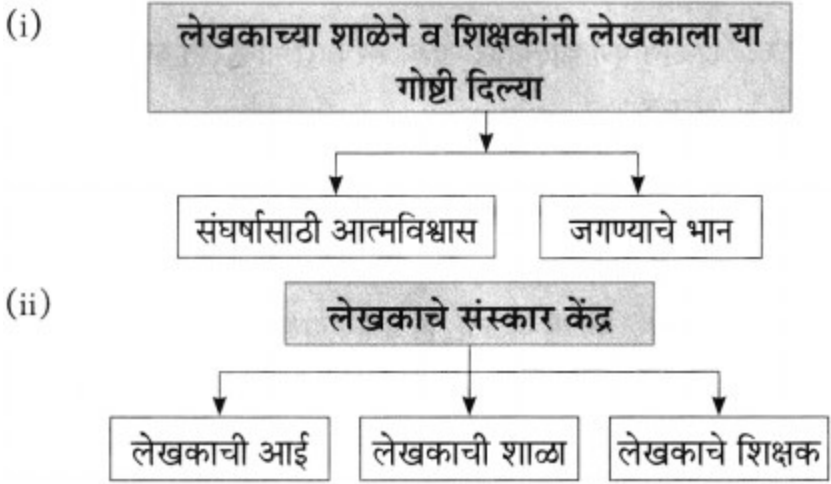 (i)
लेखकाच्या शाळेने व शिक्षकांनी लेखकाला या
गोष्टी दिल्या
संघर्षासाठी आत्मविश्वास
जगण्याचे भान
(ii)
लेखकाचे संस्कार केंद्र
लेखकाची आई
लेखकाची शाळा
लेखकाचे शिक्षक